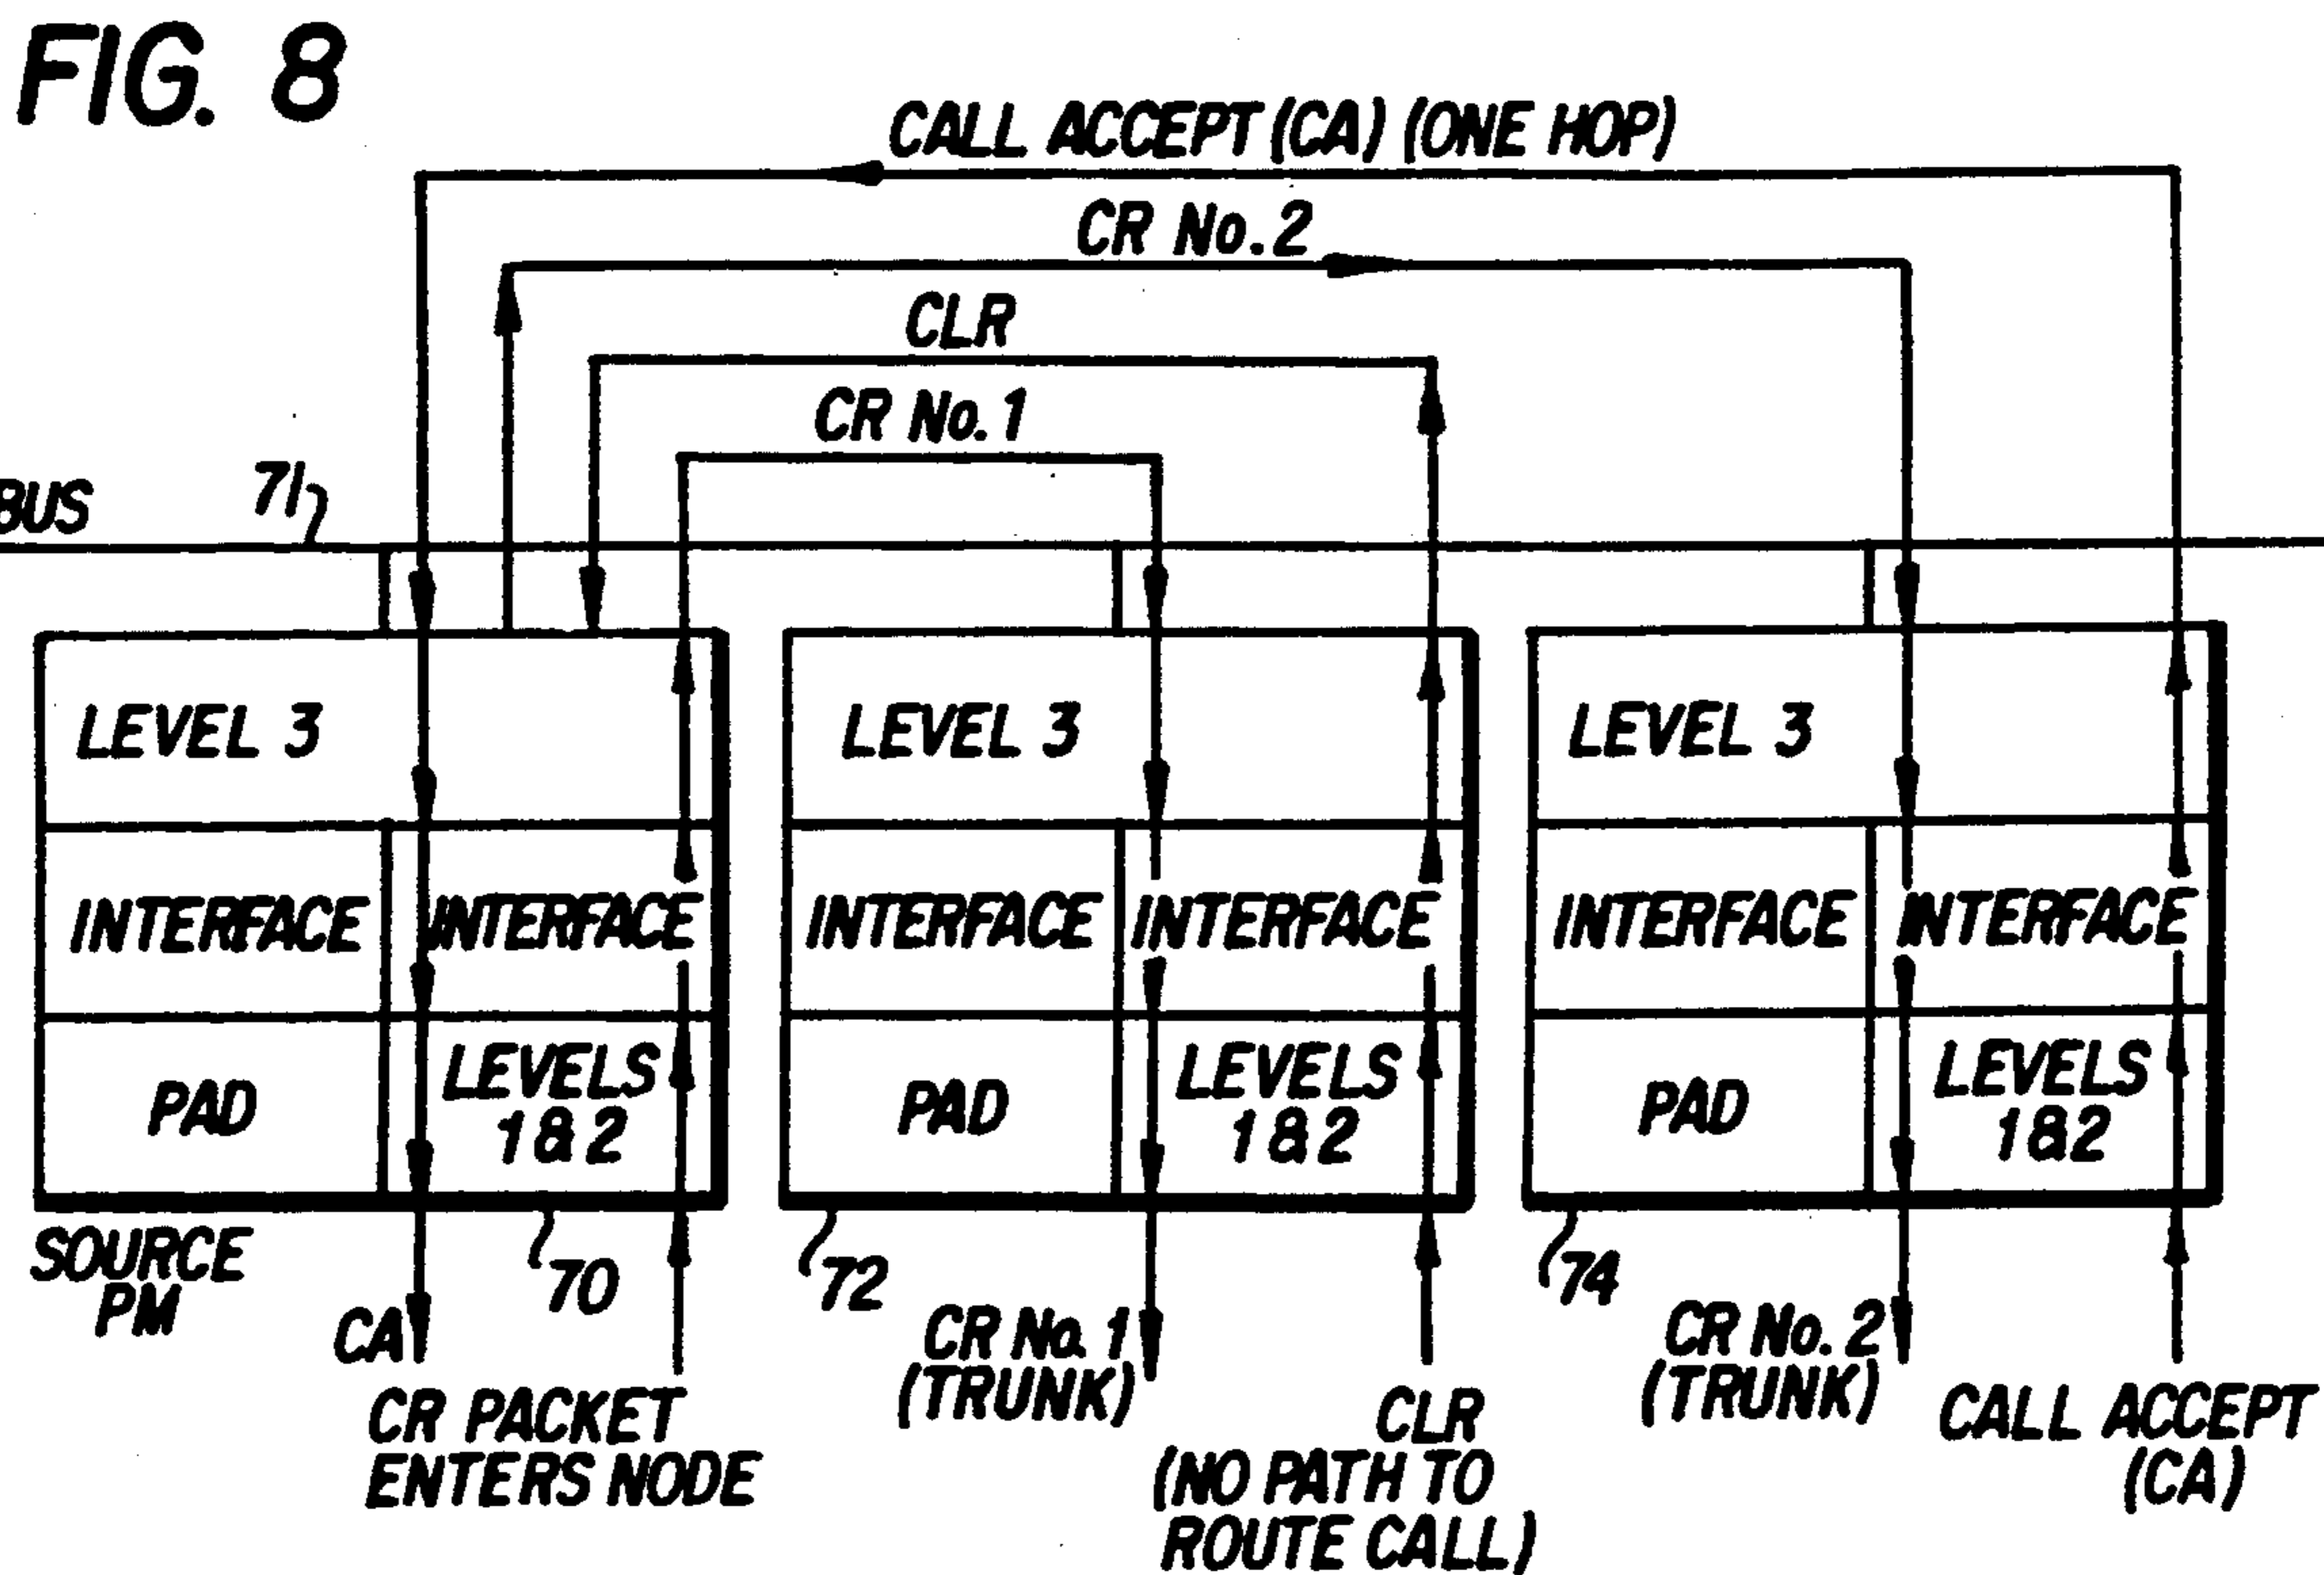 FIG. 8
CALL ACCEPT (CA) (ONE HOP)
CR No. 2
CLR
CR No. 1
BUS
71
LEVEL 3
LEVEL 3
LEVEL 3
INTERFACE
INTERFACE
INTERFACE
INTERFACE
INTERFACE
INTERFACE
PAD
LEVELS
1 & 2
PAD
LEVELS
1 & 2
PAD
LEVELS
1 & 2
SOURCE
PM
70
72
74
CA
CR PACKET
ENTERS NODE
CR No. 1
(TRUNK)
CLR
(NO PATH TO
ROUTE CALL)
CR No. 2
(TRUNK)
CALL ACCEPT
(CA)